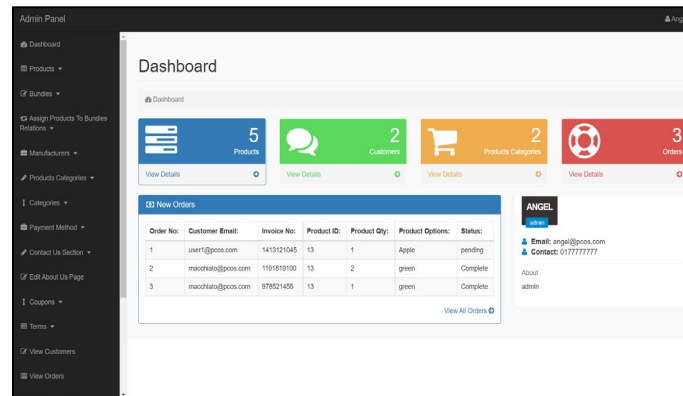 Admin Panel
Ang
Dashboard
Products
Bundles
Assign Products To Bundles
Relations
Manufacturers
Products Categories
Categories
Payment Method
Contact Us Section
Edit About Us Page
Coupons
Terms
View Customers
View Orders
Dashboard
Dashboard
5
Products
View Details
2
Customers
View Details
2
Products Categories
View Details
3
Orders
View Details
New Orders
Order No: Customer Email: Invoice No: Product ID: Product Qty: Product Options: Status:
1 user1@pcos.com 1413121045 13 1 Apple pending
2 macchiato@pcos.com 1191819100 13 2 green Complete
3 macchiato@pcos.com 978521455 13 1 green Complete
View All Orders
ANGEL
admin
Email: angel@pcos.com
Contact: 0177777777
About
admin